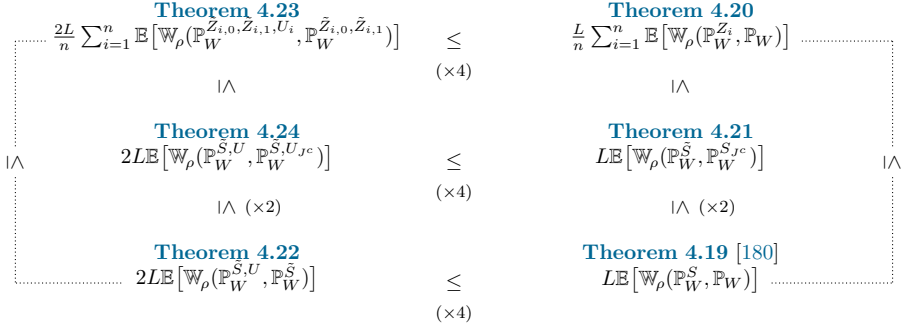 Theorem 4.23 Theorem 4.20
$\frac{2L}{n} \sum_{i=1}^{n} \mathbb{E}\big[\mathbb{W}_\rho(\mathbb{P}_W^{\tilde{Z}_{i,0},\tilde{Z}_{i,1},U_i}, \mathbb{P}_W^{\tilde{Z}_{i,0},\tilde{Z}_{i,1}})\big]$ ≤ $\frac{L}{n} \sum_{i=1}^{n} \mathbb{E}\big[\mathbb{W}_\rho(\mathbb{P}_W^{Z_i}, \mathbb{P}_W)\big]$
(×4)
I∧ I∧
Theorem 4.24 Theorem 4.21
I∧ $2L\mathbb{E}\big[\mathbb{W}_\rho(\mathbb{P}_W^{\tilde{S},U}, \mathbb{P}_W^{\tilde{S},U_{J^c}})\big]$ ≤ $L\mathbb{E}\big[\mathbb{W}_\rho(\mathbb{P}_W^{\tilde{S}}, \mathbb{P}_W^{S_{J^c}})\big]$ I∧
(×4)
I∧ (×2) I∧ (×2)
Theorem 4.22 Theorem 4.19 [180]
$2L\mathbb{E}\big[\mathbb{W}_\rho(\mathbb{P}_W^{\tilde{S},U}, \mathbb{P}_W^{\tilde{S}})\big]$ ≤ $L\mathbb{E}\big[\mathbb{W}_\rho(\mathbb{P}_W^{S}, \mathbb{P}_W)\big]$
(×4)